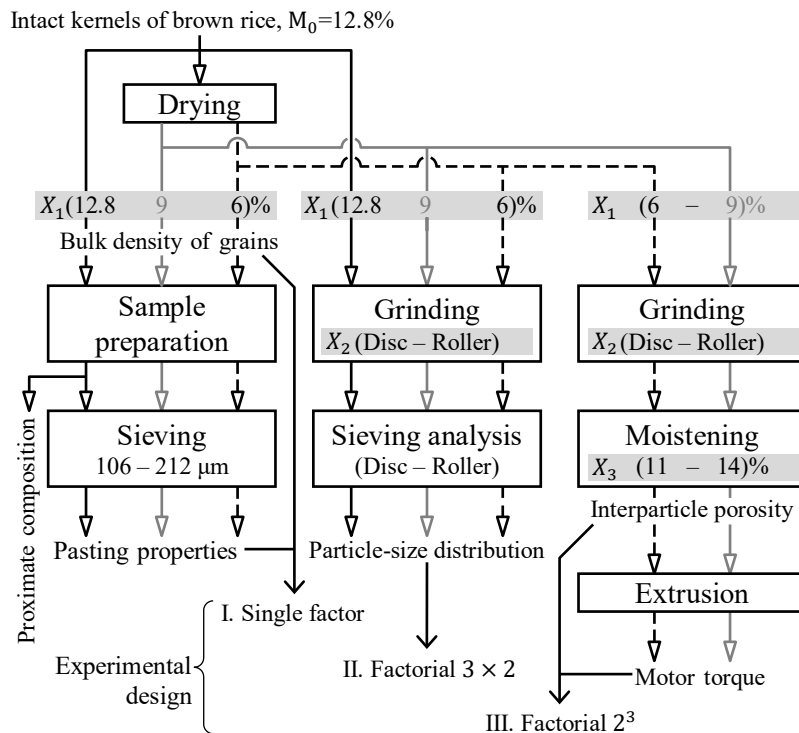 Intact kernels of brown rice, M₀=12.8%
Drying
X₁(12.8 9 6)%
X₁(12.8 9 6)%
X₁ (6 – 9)%
Bulk density of grains
Sample
preparation
Grinding
X₂(Disc – Roller)
Grinding
X₂(Disc – Roller)
Proximate composition
Sieving
106 – 212 μm
Sieving analysis
(Disc – Roller)
Moistening
X₃ (11 – 14)%
Interparticle porosity
Pasting properties
Particle-size distribution
Extrusion
Experimental
design
I. Single factor
II. Factorial 3 × 2
Motor torque
III. Factorial 2³